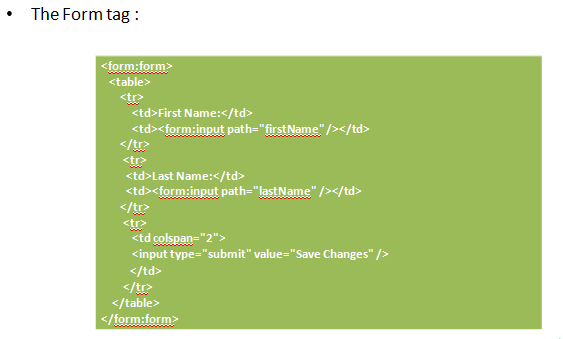 • The Form tag :
<form:form>
<table>
<tr>
<td>First Name:</td>
<td><form:input path="firstName"/></td>
</tr>
<tr>
<td>Last Name:</td>
<td><form:input path="lastName" /></td>
</tr>
<tr>
<td colspan="2">
<input type="submit" value="Save Changes" />
</td>
</tr>
</table>
</form:form>